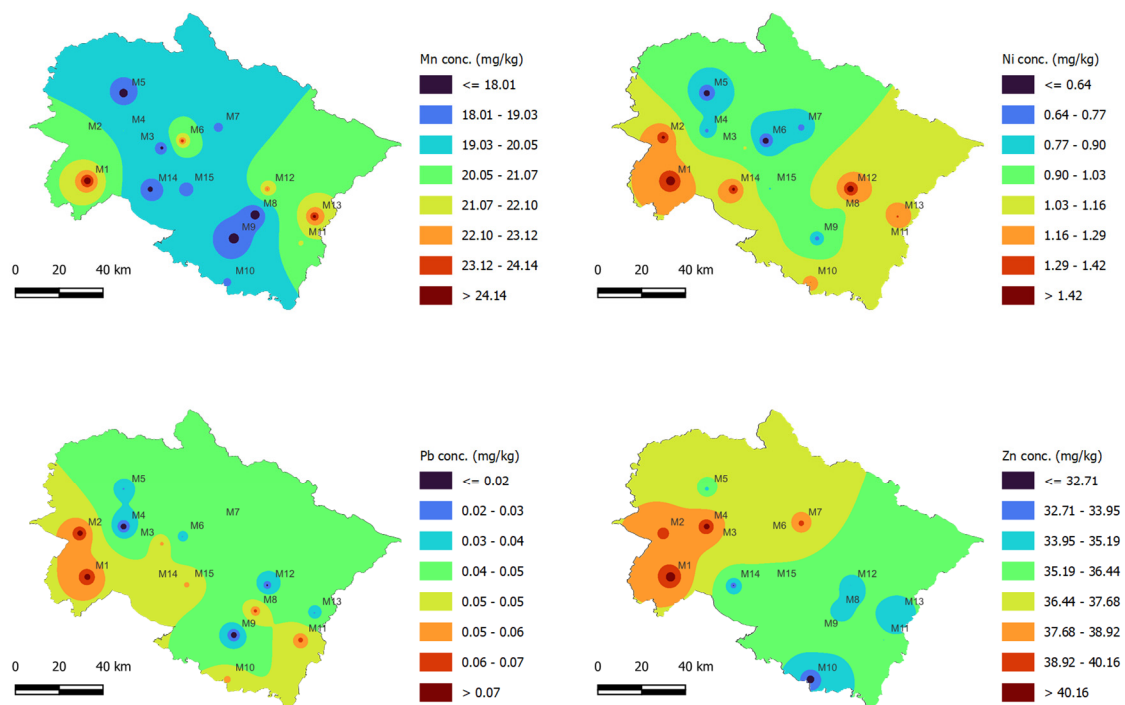 Mn conc. (mg/kg)
<= 18.01
18.01 - 19.03
19.03 - 20.05
20.05 - 21.07
21.07 - 22.10
22.10 - 23.12
23.12 - 24.14
> 24.14
M5
M4
M2
M3
M6
M7
M1
M14
M15
M12
M8
M13
M9
M11
M10
0 20 40 km
Ni conc. (mg/kg)
<= 0.64
0.64 - 0.77
0.77 - 0.90
0.90 - 1.03
1.03 - 1.16
1.16 - 1.29
1.29 - 1.42
> 1.42
M5
M4
M2
M3
M6
M7
M1
M14
M15
M12
M8
M13
M9
M11
M10
0 20 40 km
Pb conc. (mg/kg)
<= 0.02
0.02 - 0.03
0.03 - 0.04
0.04 - 0.05
0.05 - 0.05
0.05 - 0.06
0.06 - 0.07
> 0.07
M5
M4
M2
M3
M6
M7
M1
M14
M15
M12
M8
M13
M9
M11
M10
0 20 40 km
Zn conc. (mg/kg)
<= 32.71
32.71 - 33.95
33.95 - 35.19
35.19 - 36.44
36.44 - 37.68
37.68 - 38.92
38.92 - 40.16
> 40.16
M5
M4
M2
M3
M6
M7
M1
M14
M15
M12
M8
M13
M9
M11
M10
0 20 40 km